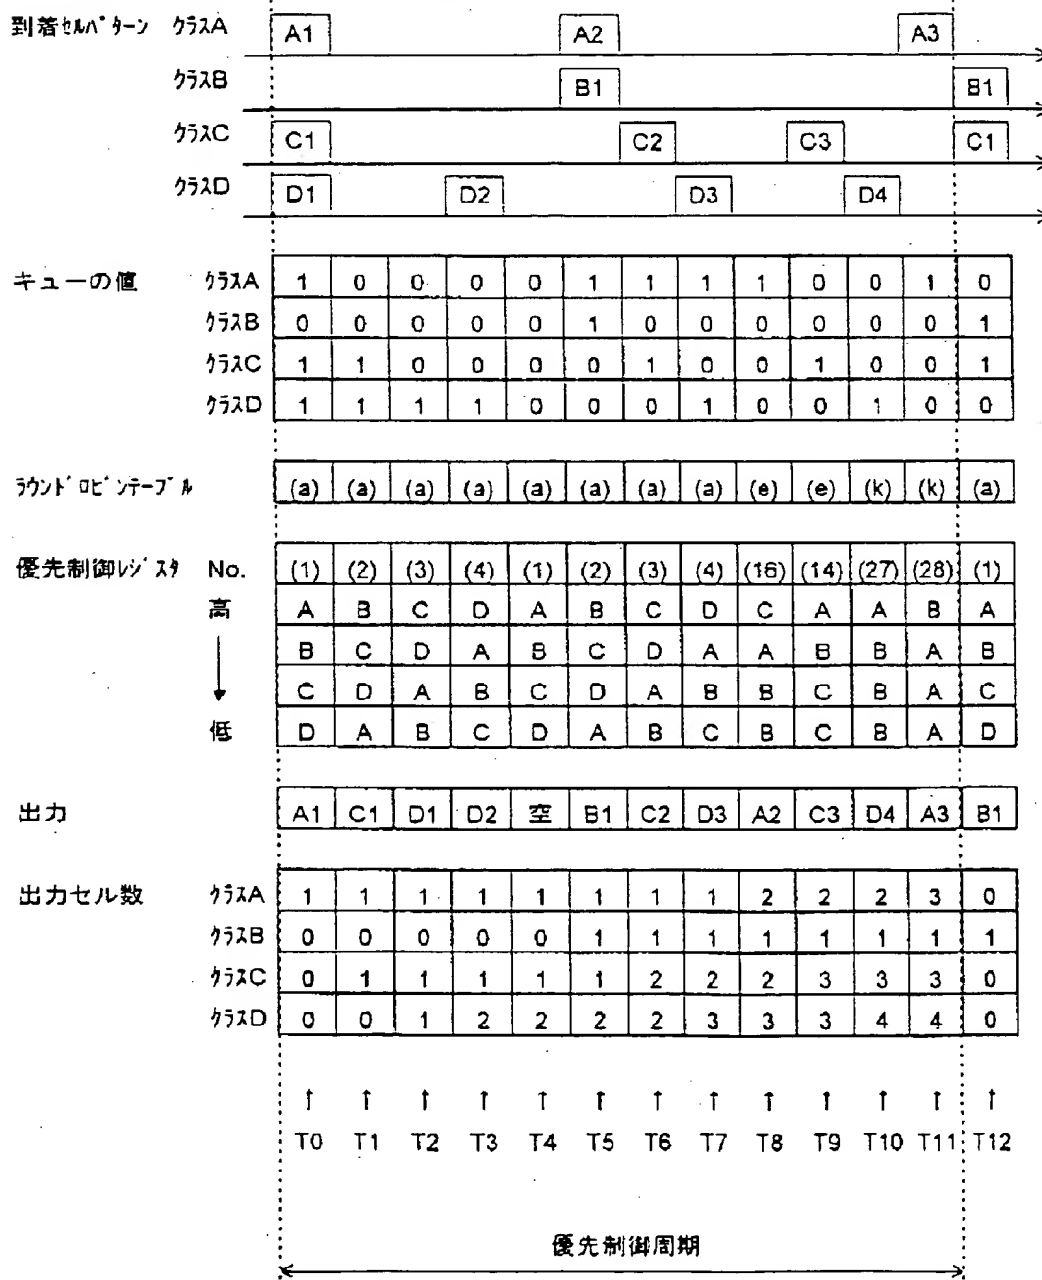 到着セルパターン クラスA A1 A2 A3
クラスB B1 B1
クラスC C1 C2 C3 C1
クラスD D1 D2 D3 D4
キューの値 クラスA 1 0 0 0 0 1 1 1 1 0 0 1 0
クラスB 0 0 0 0 0 1 0 0 0 0 0 0 1
クラスC 1 1 0 0 0 0 1 0 0 1 0 0 1
クラスD 1 1 1 1 0 0 0 1 0 0 1 0 0
ラウンドロビンテーブル (a) (a) (a) (a) (a) (a) (a) (a) (e) (e) (k) (k) (a)
優先制御レジスタ No. (1) (2) (3) (4) (1) (2) (3) (4) (16) (14) (27) (28) (1)
高 A B C D A B C D C A A B A
B C D A B C D A A B B A B
↓ C D A B C D A B B C B A C
低 D A B C D A B C B C B A D
出力 A1 C1 D1 D2 空 B1 C2 D3 A2 C3 D4 A3 B1
出力セル数 クラスA 1 1 1 1 1 1 1 1 2 2 2 3 0
クラスB 0 0 0 0 0 1 1 1 1 1 1 1 1
クラスC 0 1 1 1 1 1 2 2 2 3 3 3 0
クラスD 0 0 1 2 2 2 2 3 3 3 4 4 0
↑ ↑ ↑ ↑ ↑ ↑ ↑ ↑ ↑ ↑ ↑ ↑ ↑
T0 T1 T2 T3 T4 T5 T6 T7 T8 T9 T10 T11 T12
優先制御周期